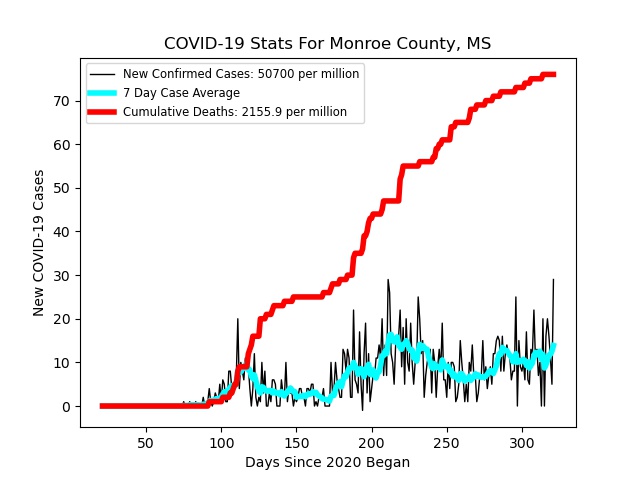 COVID-19 Stats For Monroe County, MS
New Confirmed Cases: 50700 per million
7 Day Case Average
Cumulative Deaths: 2155.9 per million
New COVID-19 Cases
70
60
50
40
30
20
10
0
50 100 150 200 250 300
Days Since 2020 Began